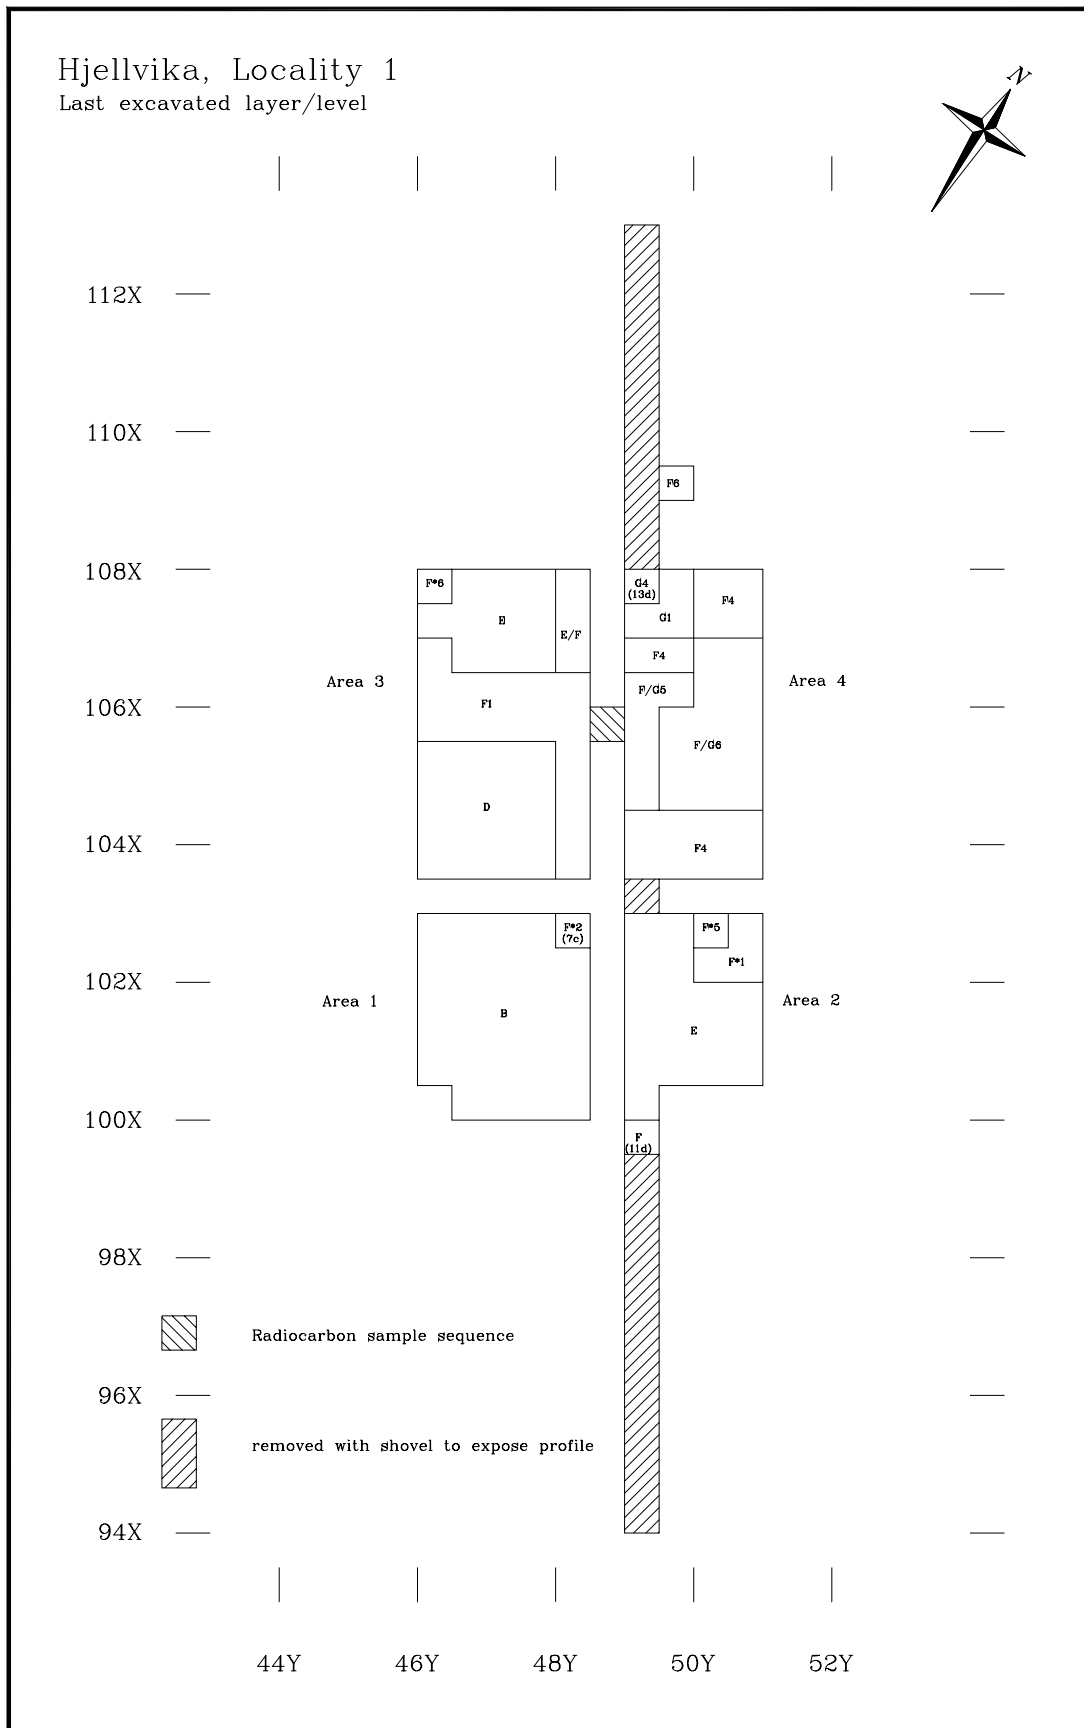 Hjellvika, Locality 1
Last excavated layer/level
N
112X
110X
F6
108X
F*6
G4
(13d)
F4
E
G1
E/F
F4
Area 3
F/G5
Area 4
F1
106X
F/G6
D
104X
F4
F*2
(7c)
F*5
F*1
102X
Area 1
B
Area 2
E
100X
F
(11d)
98X
Radiocarbon sample sequence
96X
removed with shovel to expose profile
94X
44Y 46Y 48Y 50Y 52Y